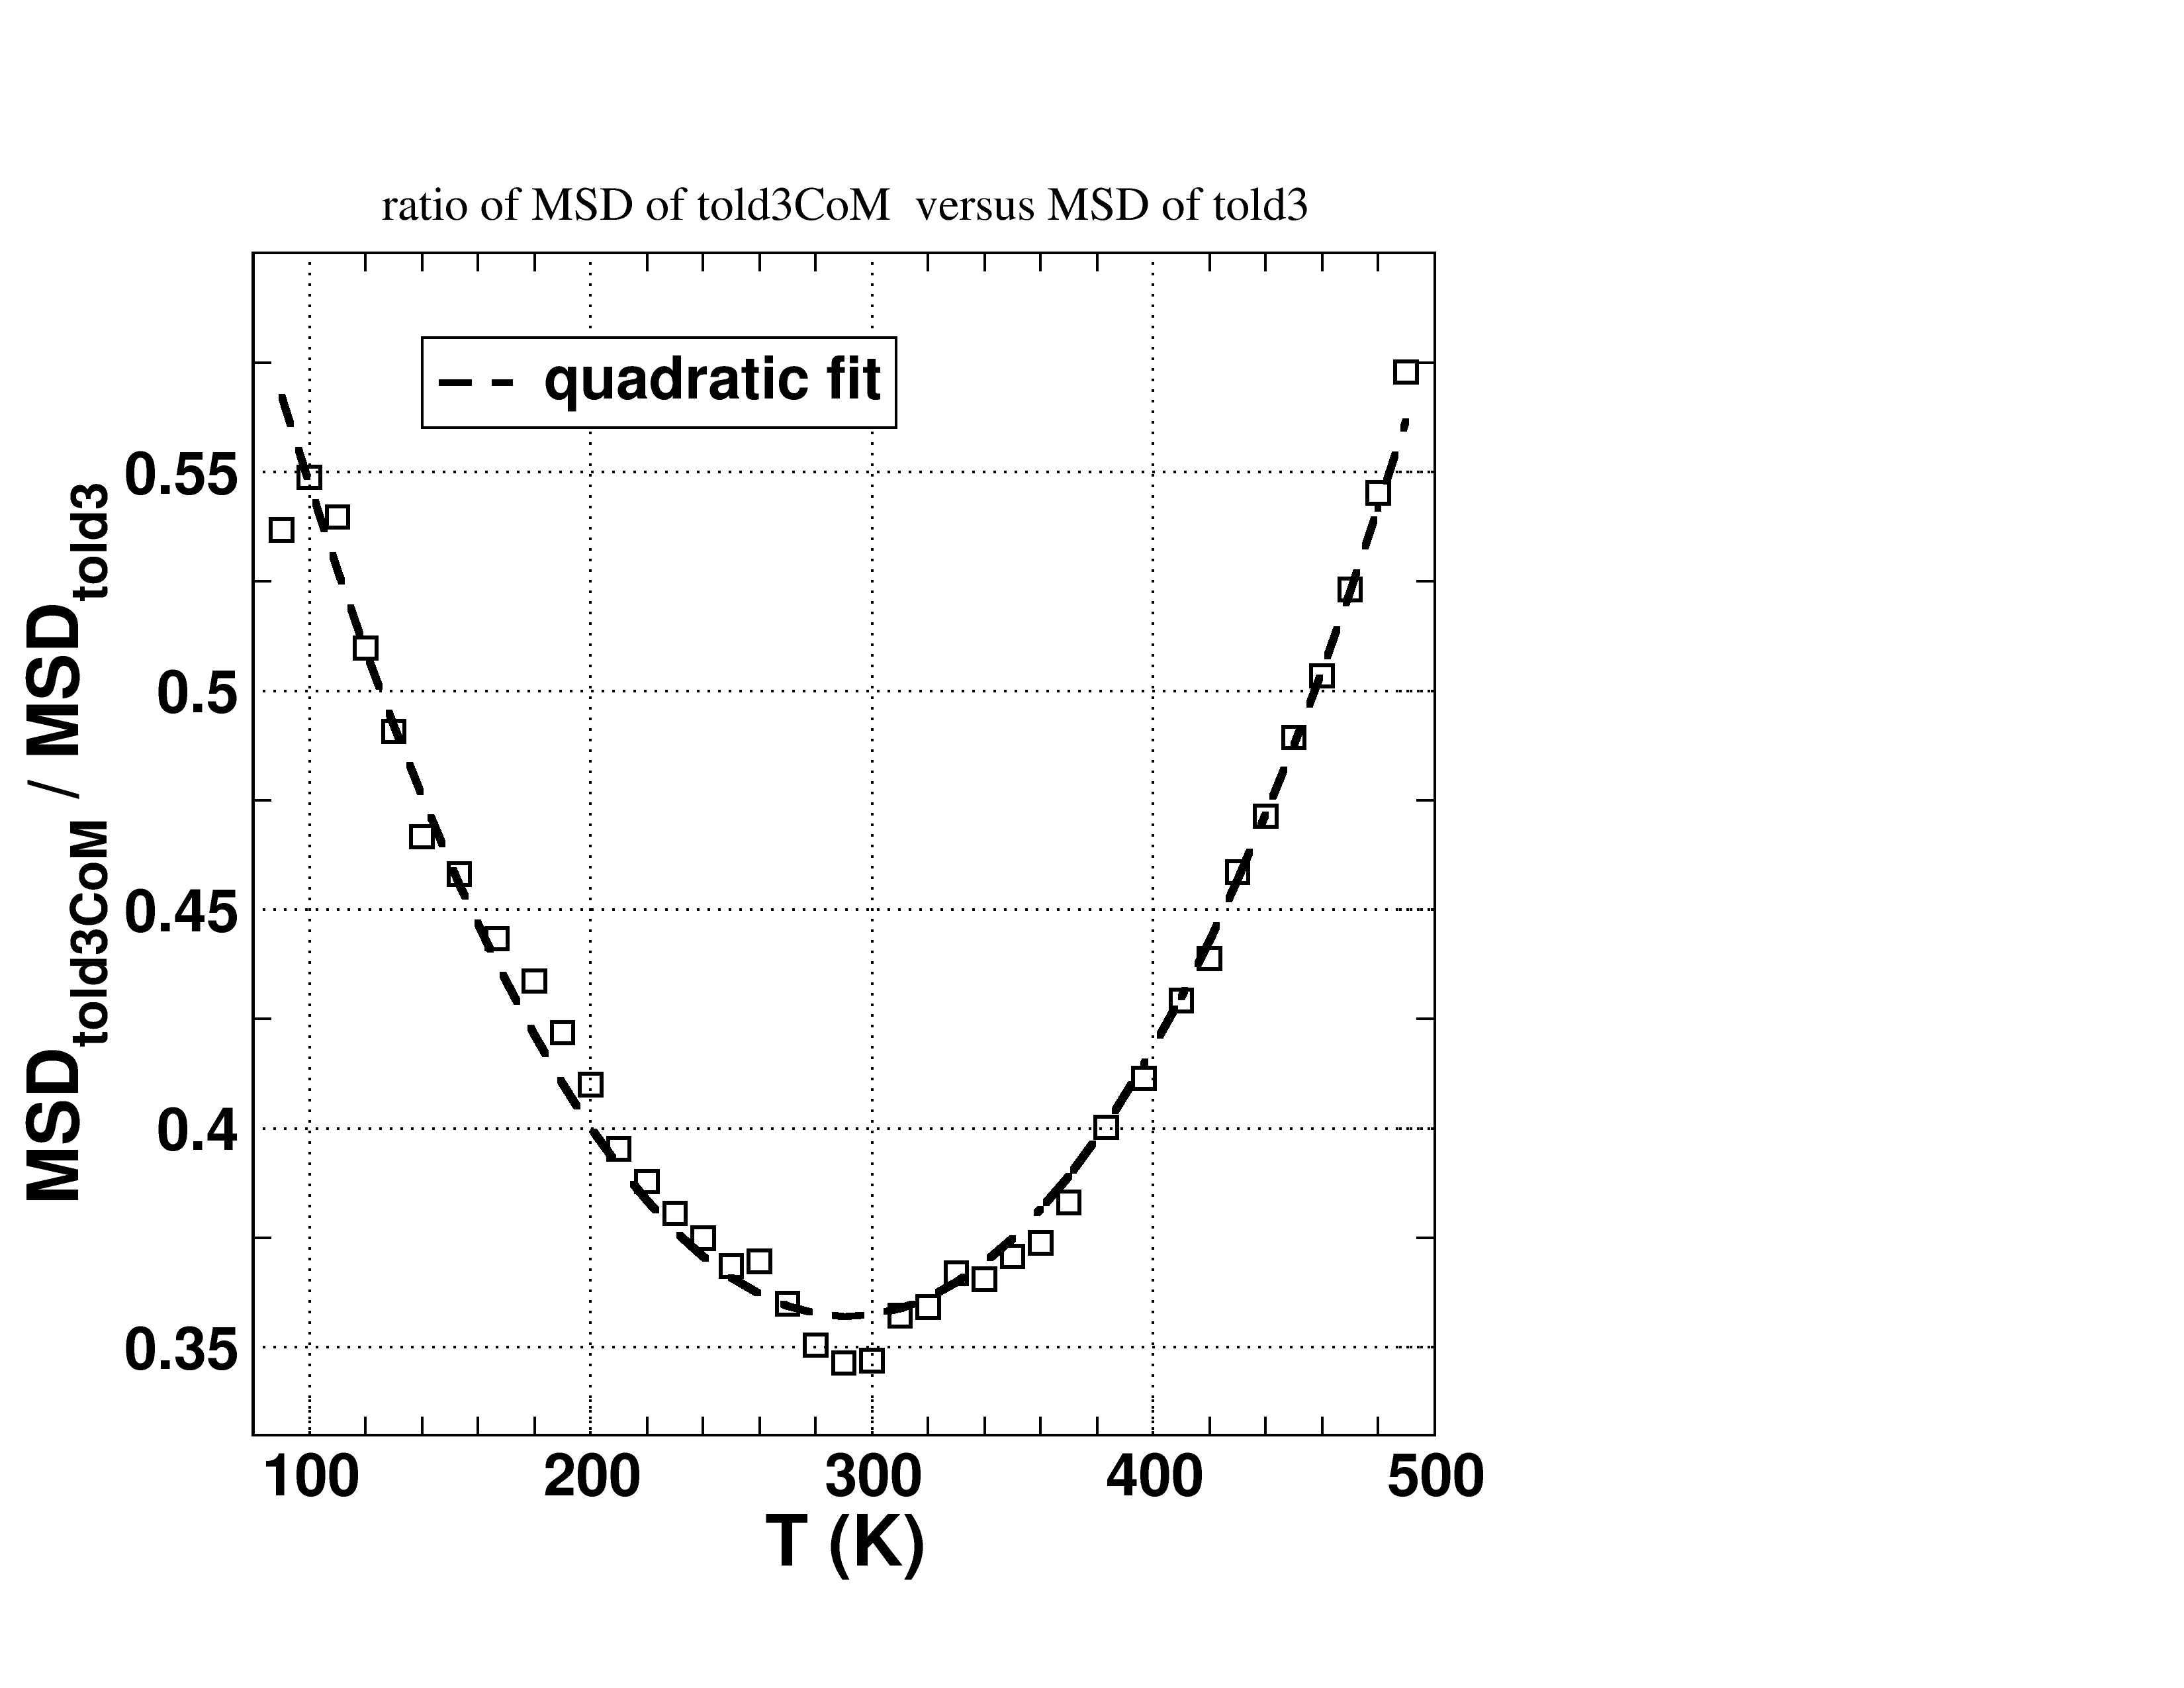 ratio of MSD of told3CoM  versus MSD of told3
quadratic fit
MSDtold3CoM / MSDtold3
0.55
0.5
0.45
0.4
0.35
100 200 300 400 500
T (K)